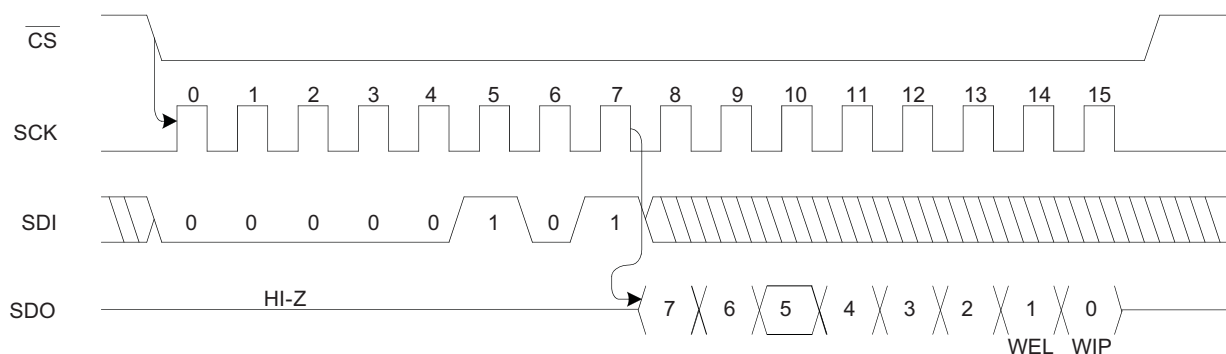 CS
0 1 2 3 4 5 6 7 8 9 10 11 12 13 14 15
SCK
SDI 0 0 0 0 0 1 0 1
HI-Z
SDO 7 6 5 4 3 2 1 0
WEL WIP